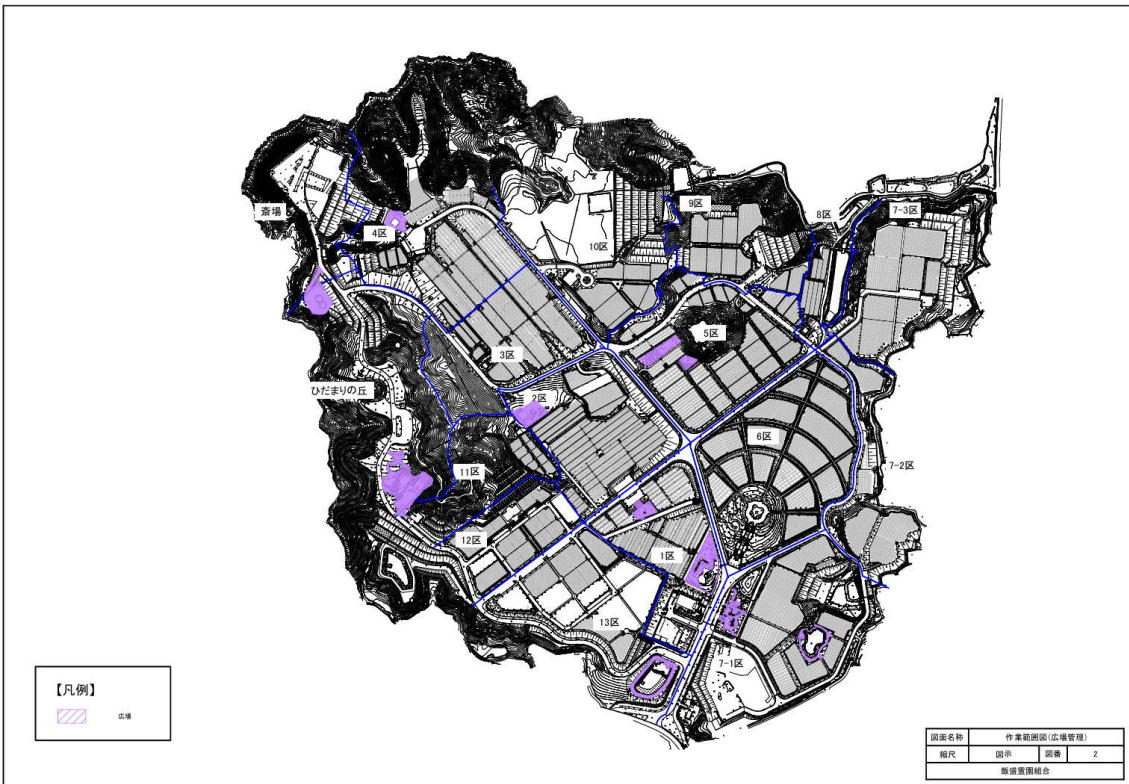 斎場
4区
9区
8区
7-3区
10区
5区
3区
ひだまりの丘
2区
6区
11区
7-2区
12区
1区
13区
7-1区
【凡例】
広場
図面名称 作業範囲図(広場管理)
縮尺 図示 図番 2
飯盛霊園組合